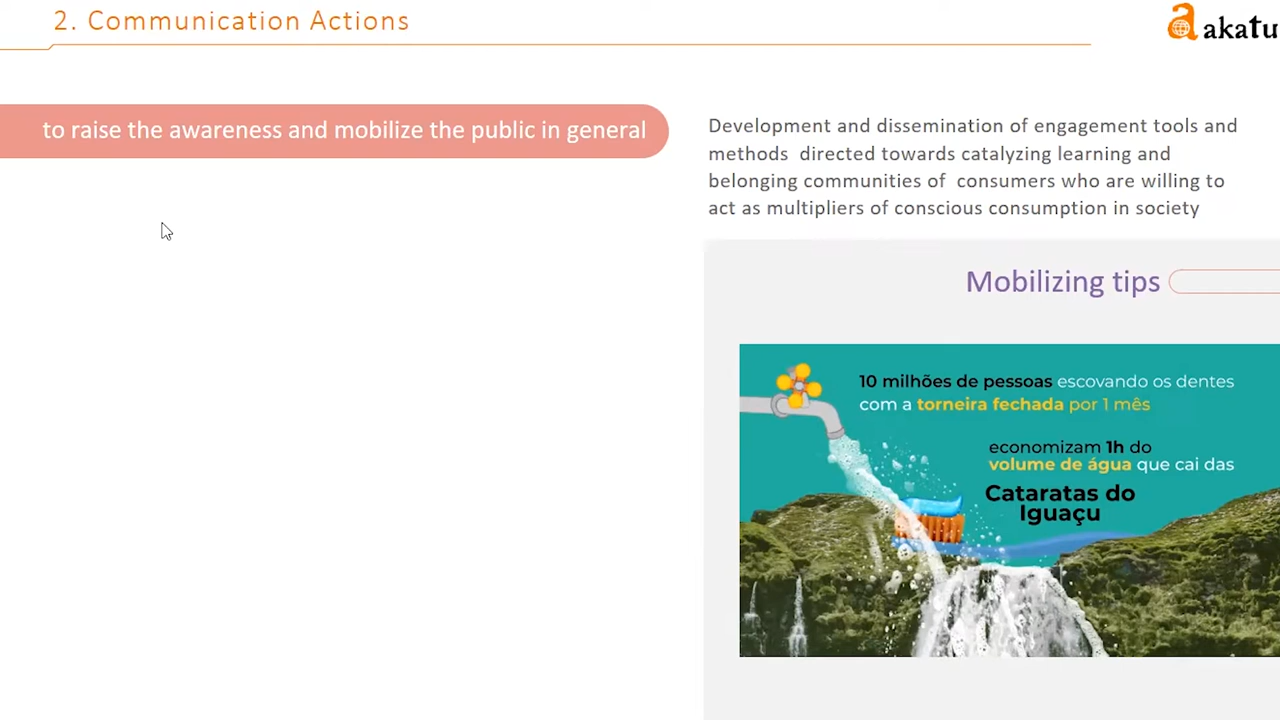 2. Communication Actions
akatu
to raise the awareness and mobilize the public in general
Development and dissemination of engagement tools and
methods directed towards catalyzing learning and
belonging communities of consumers who are willing to
act as multipliers of conscious consumption in society
Mobilizing tips
10 milhões de pessoas escovando os dentes
com a torneira fechada por 1 mês
economizam 1h do
volume de água que cai das
Cataratas do
Iguaçu